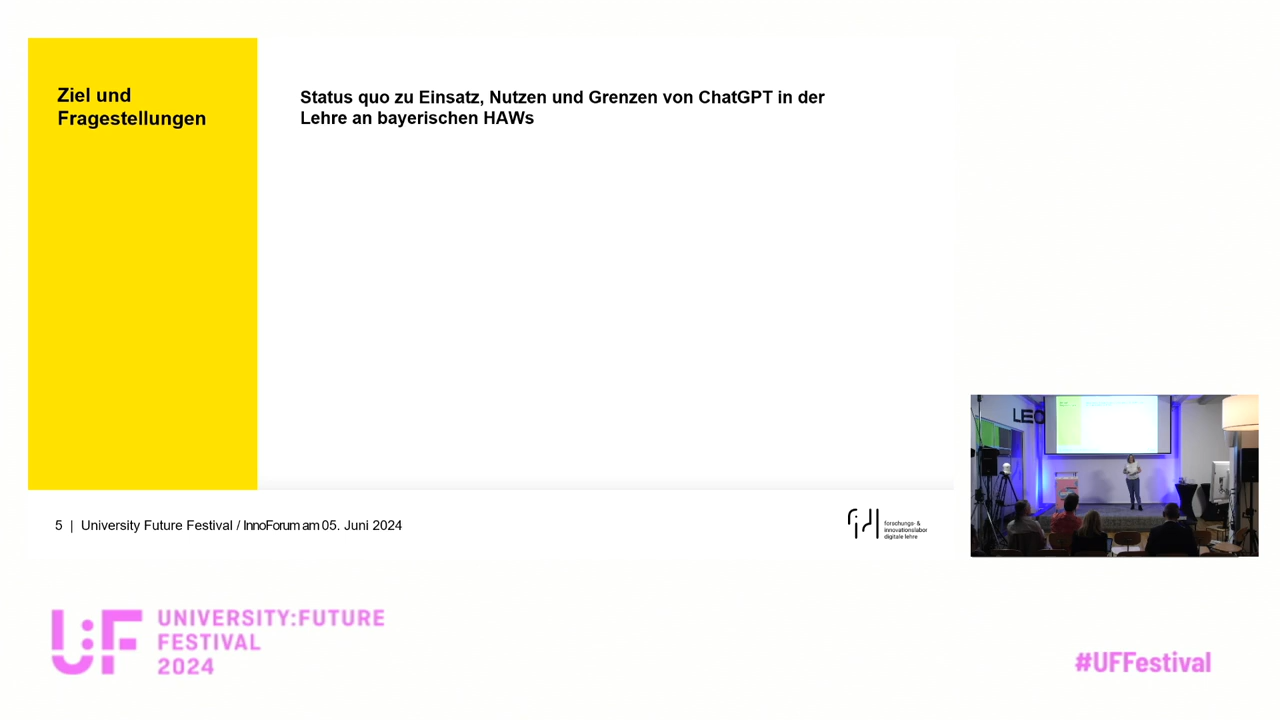 Ziel und
Fragestellungen
Status quo zu Einsatz, Nutzen und Grenzen von ChatGPT in der
Lehre an bayerischen HAWs
5 | University Future Festival / InnoForum am 05. Juni 2024
forschungs- &
innovationslabor
digitale lehre
LEO
U:F
UNIVERSITY:FUTURE
FESTIVAL
2024
#UFFestival